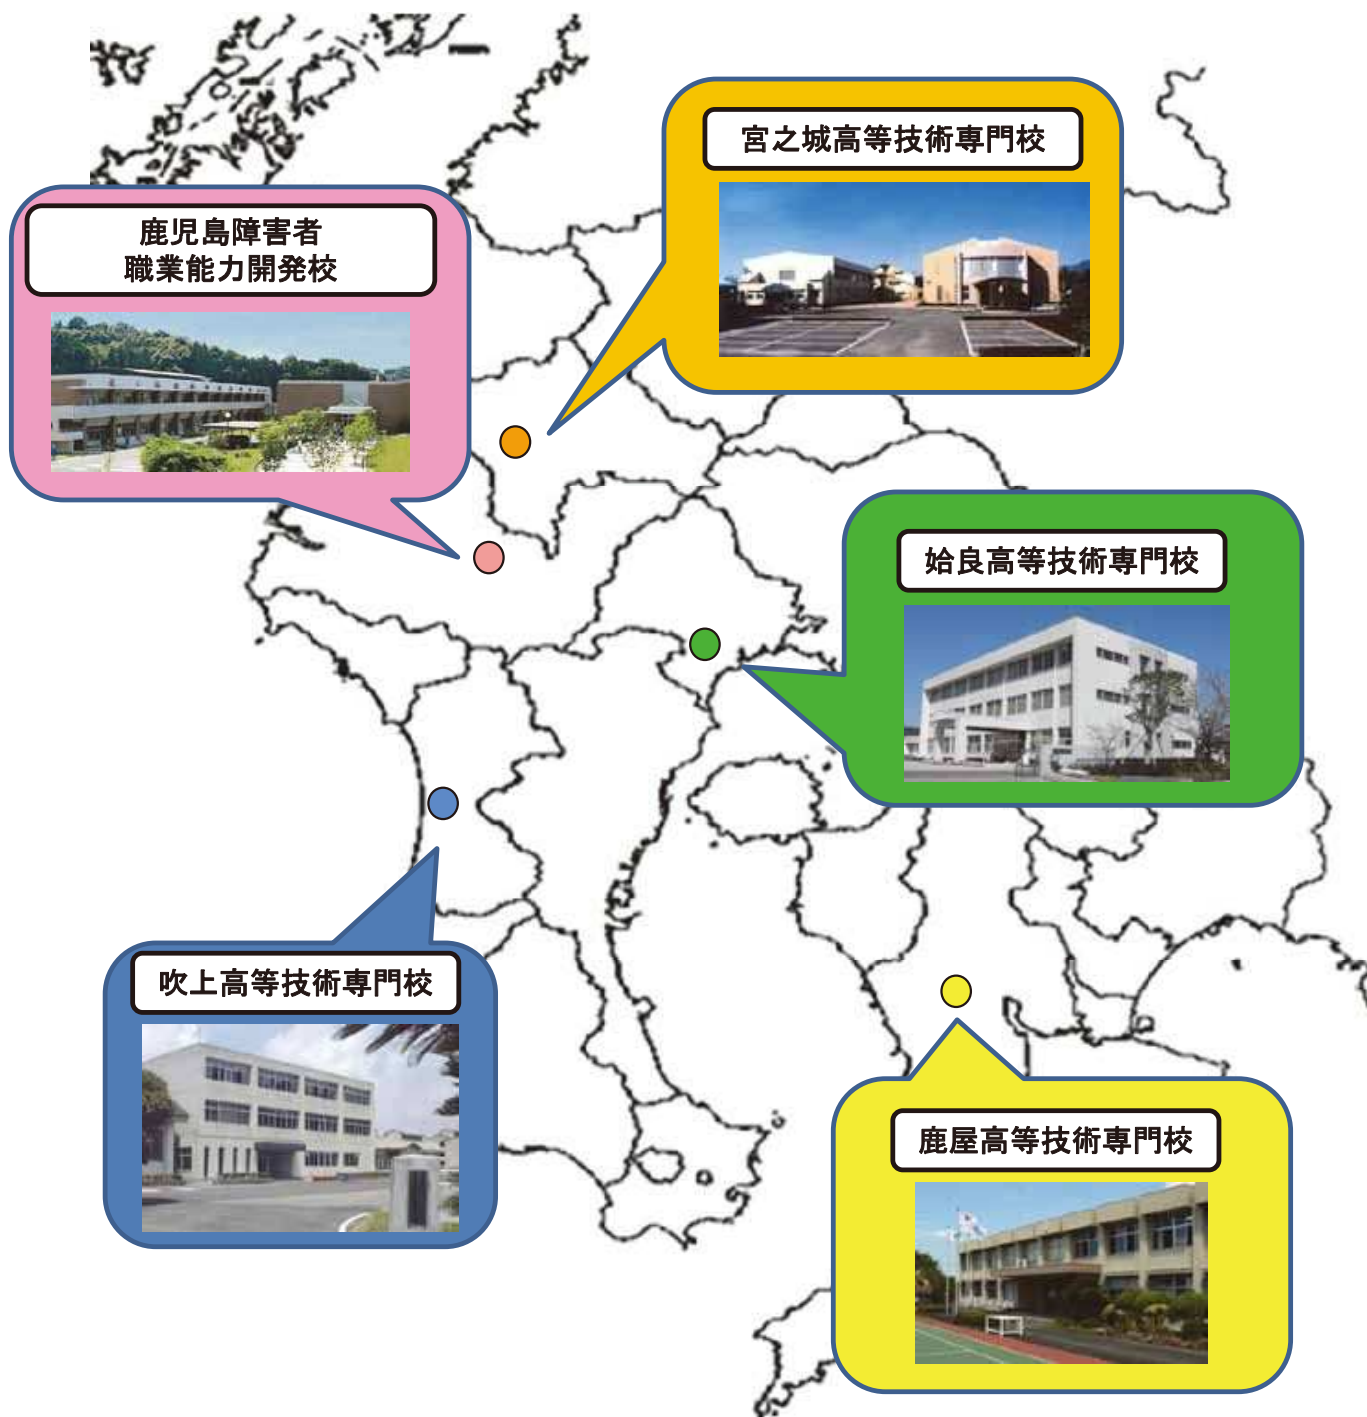 宮之城高等技術専門校
鹿児島障害者
職業能力開発校
姶良高等技術専門校
吹上高等技術専門校
鹿屋高等技術専門校